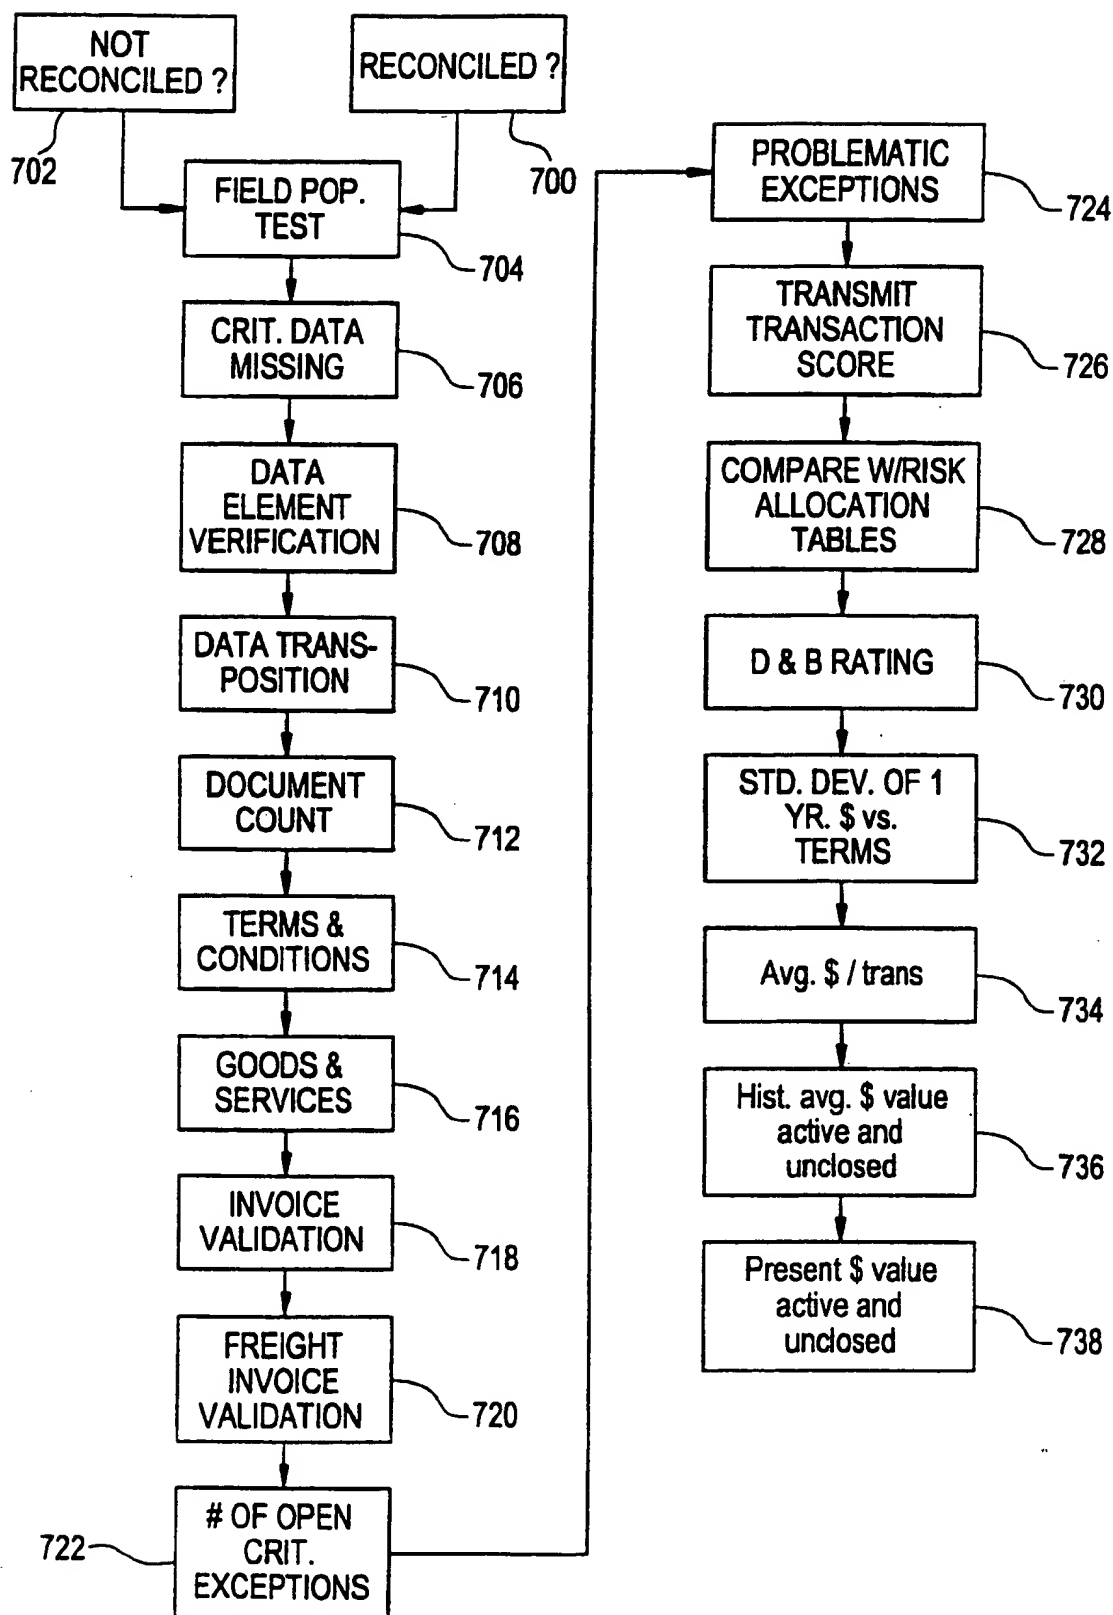 NOT
RECONCILED ?
702
RECONCILED ?
700
FIELD POP.
TEST
704
CRIT. DATA
MISSING
706
DATA
ELEMENT
VERIFICATION
708
DATA TRANS-
POSITION
710
DOCUMENT
COUNT
712
TERMS &
CONDITIONS
714
GOODS &
SERVICES
716
INVOICE
VALIDATION
718
FREIGHT
INVOICE
VALIDATION
720
# OF OPEN
CRIT.
EXCEPTIONS
722
PROBLEMATIC
EXCEPTIONS
724
TRANSMIT
TRANSACTION
SCORE
726
COMPARE W/RISK
ALLOCATION
TABLES
728
D & B RATING
730
STD. DEV. OF 1
YR. $ vs.
TERMS
732
Avg. $ / trans
734
Hist. avg. $ value
active and
unclosed
736
Present $ value
active and
unclosed
738